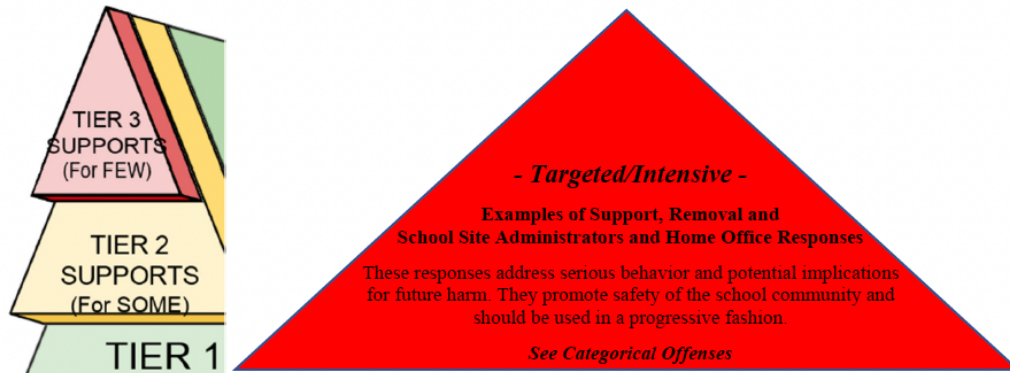 TIER 3
SUPPORTS
(For FEW)
TIER 2
SUPPORTS
(For SOME)
TIER 1
- Targeted/Intensive -
Examples of Support, Removal and
School Site Administrators and Home Office Responses
These responses address serious behavior and potential implications
for future harm. They promote safety of the school community and
should be used in a progressive fashion.
See Categorical Offenses